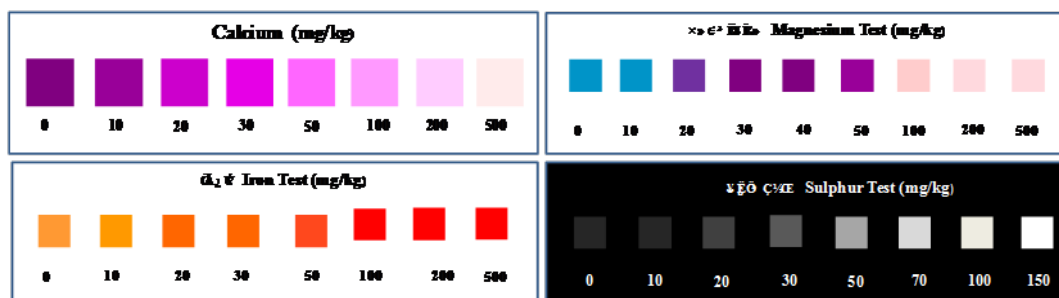 Calcium (mg/kg)
0 10 20 30 50 100 200 500
Magnesium Test (mg/kg)
0 10 20 30 40 50 100 200 500
Iron Test (mg/kg)
0 10 20 30 50 100 200 500
Sulphur Test (mg/kg)
0 10 20 30 50 70 100 150